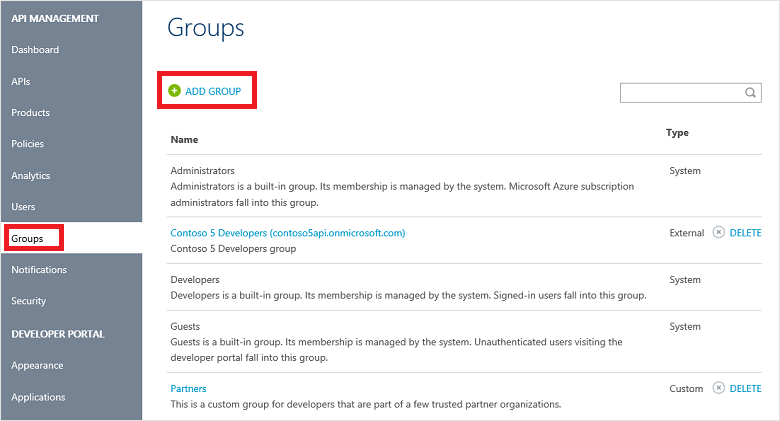 API MANAGEMENT
Dashboard
APIs
Products
Policies
Analytics
Users
Groups
Notifications
Security
DEVELOPER PORTAL
Appearance
Applications
Groups
ADD GROUP
Name Type
Administrators System
Administrators is a built-in group. Its membership is managed by the system. Microsoft Azure subscription
administrators fall into this group.
Contoso 5 Developers (contoso5api.onmicrosoft.com) External DELETE
Contoso 5 Developers group
Developers System
Developers is a built-in group. Its membership is managed by the system. Signed-in users fall into this group.
Guests System
Guests is a built-in group. Its membership is managed by the system. Unauthenticated users visiting the
developer portal fall into this group.
Partners Custom DELETE
This is a custom group for developers that are part of a few trusted partner organizations.